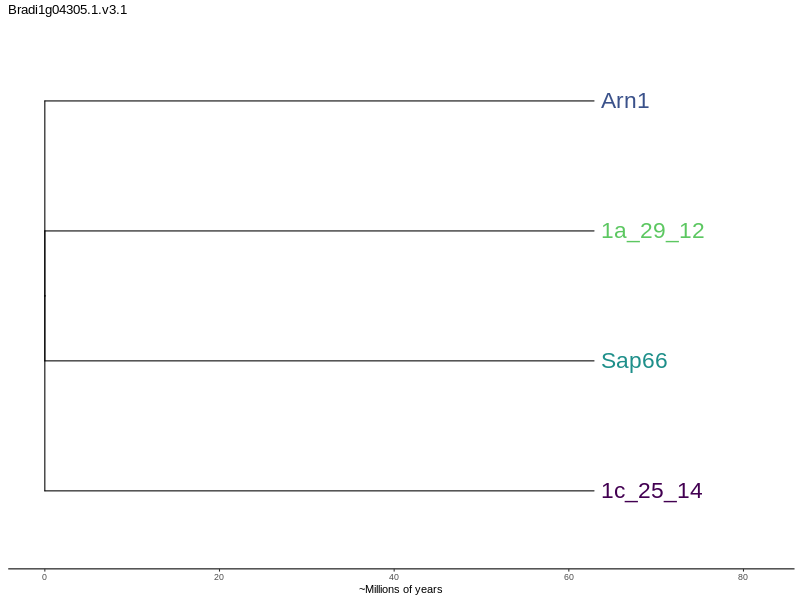 Bradi1g04305.1.v3.1
Arn1
1a_29_12
Sap66
1c_25_14
0 20 40 60 80
~Millions of years